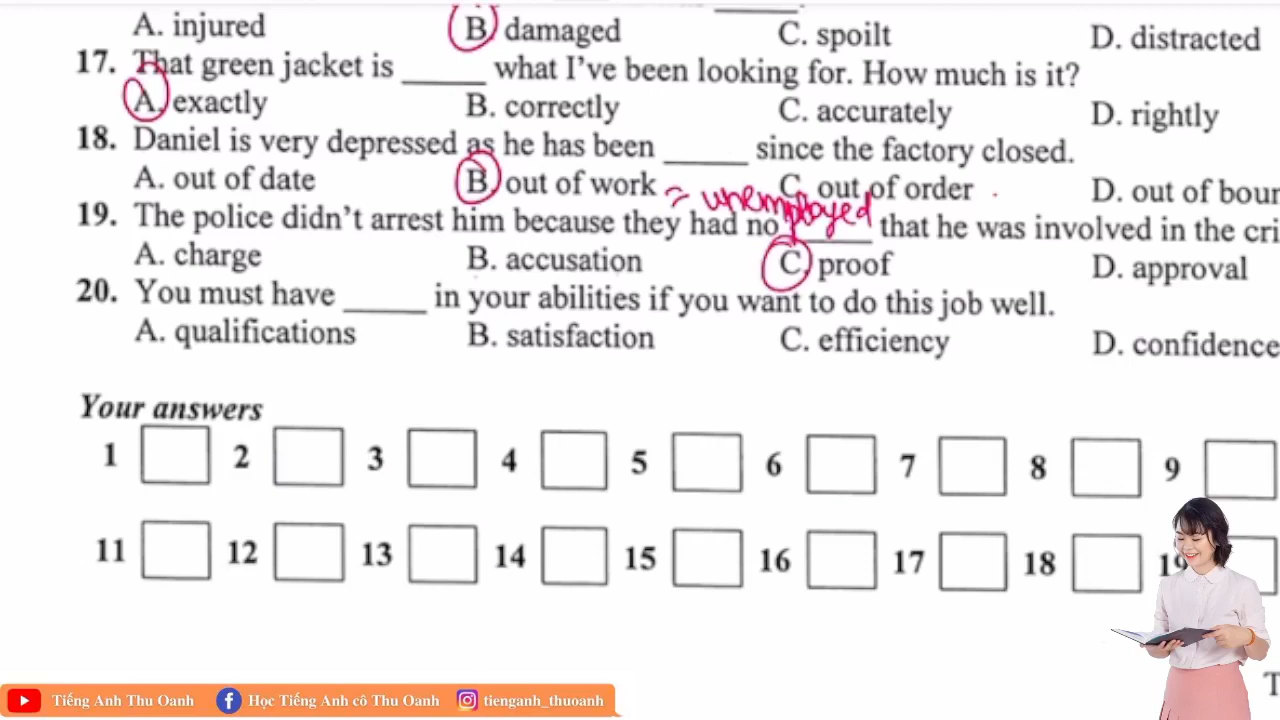 A. injured B. damaged C. spoilt D. distracted
17. That green jacket is ______ what I've been looking for. How much is it?
A. exactly B. correctly C. accurately D. rightly
18. Daniel is very depressed as he has been ______ since the factory closed.
A. out of date B. out of work ≈ unemployed C. out of order D. out of bour
19. The police didn't arrest him because they had no ______ that he was involved in the cri
A. charge B. accusation C. proof D. approval
20. You must have ______ in your abilities if you want to do this job well.
A. qualifications B. satisfaction C. efficiency D. confidence
Your answers
1 2 3 4 5 6 7 8 9
11 12 13 14 15 16 17 18 19
T
Tiếng Anh Thu Oanh Học Tiếng Anh cô Thu Oanh tienganh_thuoanh